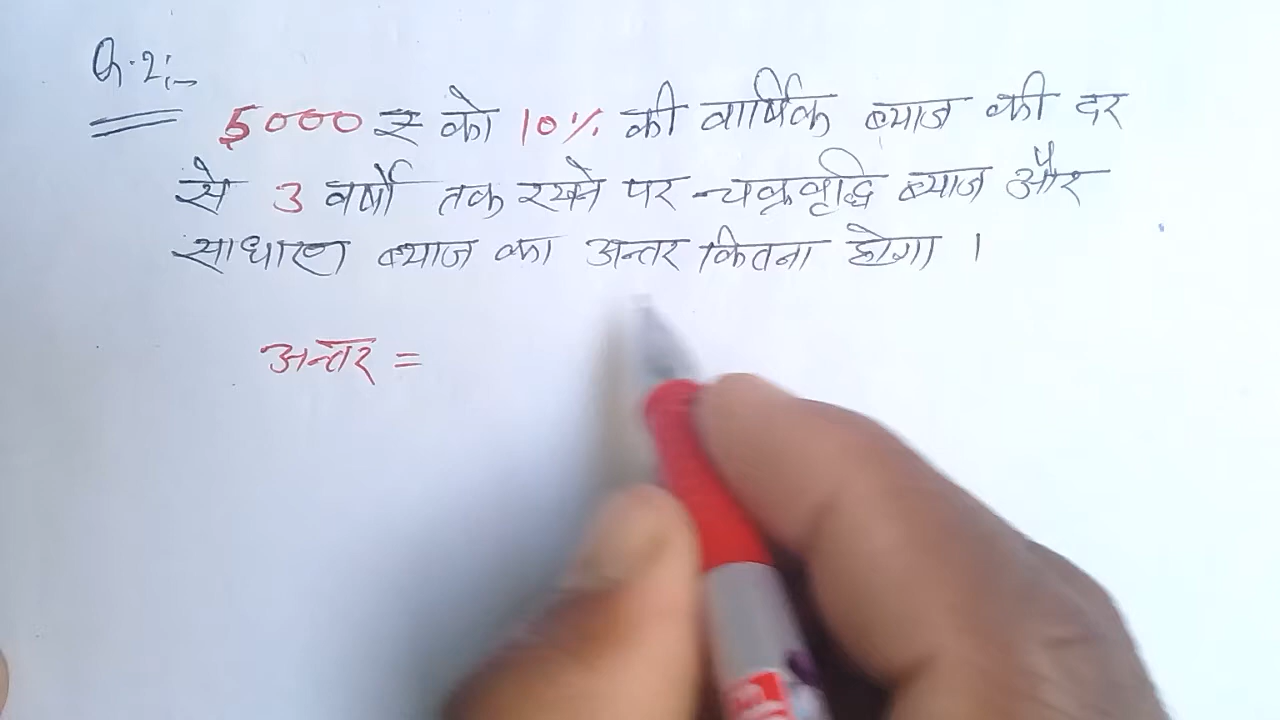 Q.2:-
5000 ₹ को 10% की वार्षिक ब्याज की दर
से 3 वर्षो तक रखने पर चक्रवृद्धि ब्याज और
साधारण ब्याज का अन्तर कितना होगा ।
अन्तर =